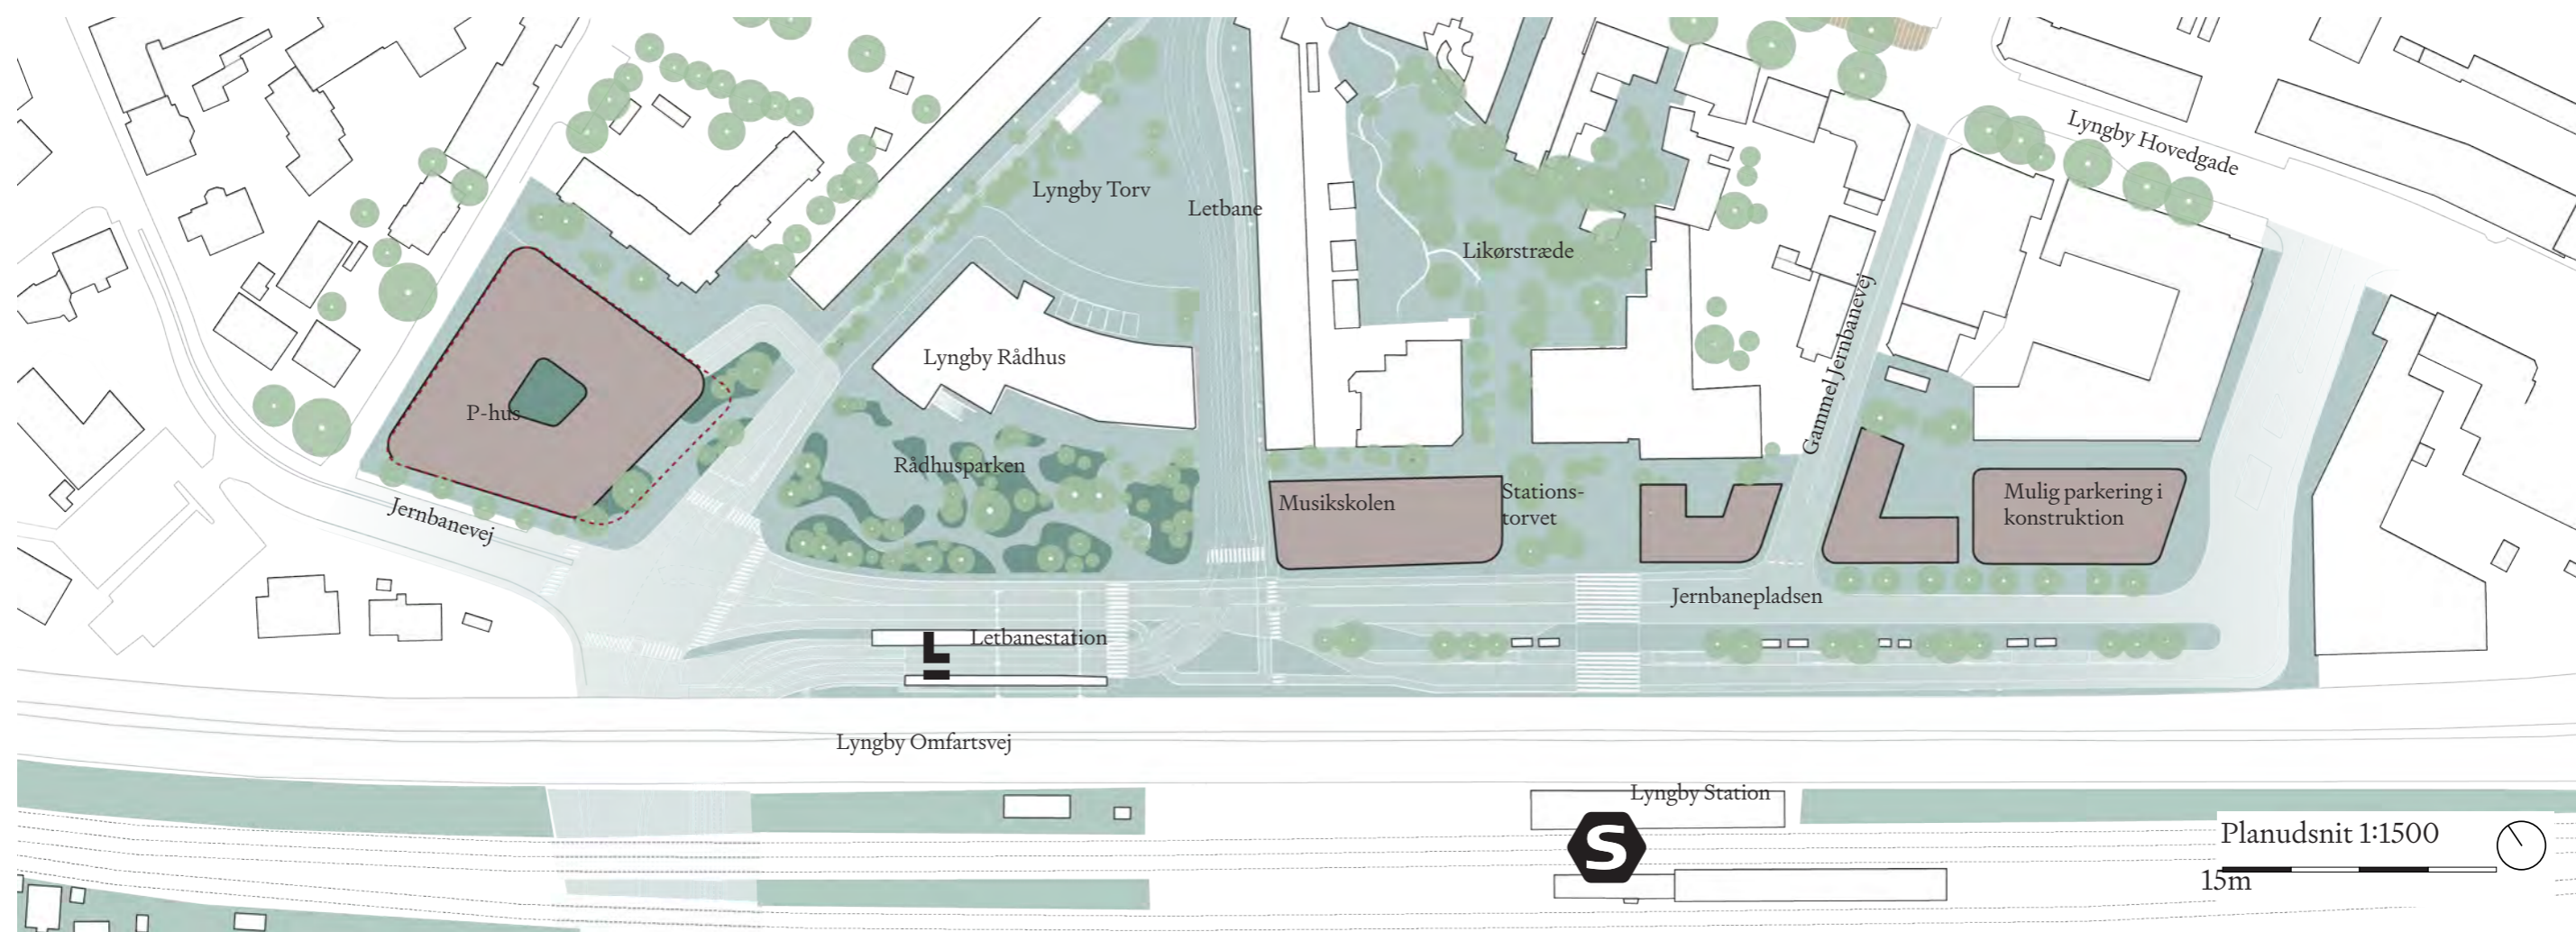 Lyngby Hovedgade
Lyngby Torv
Letbane
Likørstræde
Gammel Jernbanevej
Lyngby Rådhus
P-hus
Rådhusparken
Jernbanevej
Musikskolen
Stations-
torvet
Mulig parkering i
konstruktion
Jernbanepladsen
Letbanestation
L
Lyngby Omfartsvej
Lyngby Station
S
Planudsnit 1:1500
15m